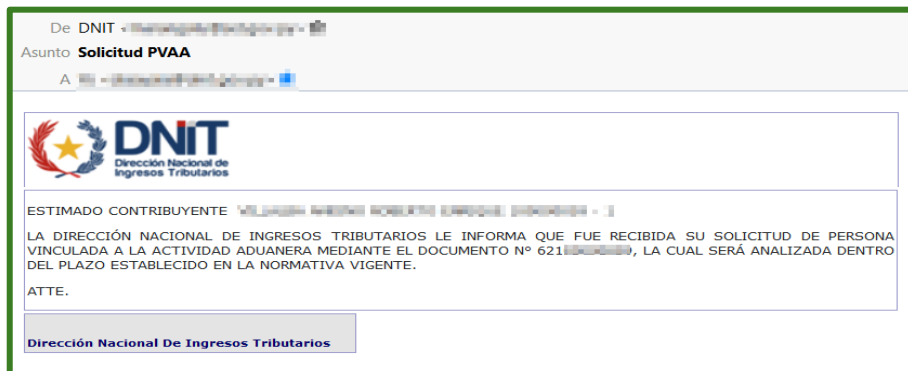 De DNIT
Asunto Solicitud PVAA
A
DNIT
Dirección Nacional de
Ingresos Tributarios
ESTIMADO CONTRIBUYENTE
LA DIRECCIÓN NACIONAL DE INGRESOS TRIBUTARIOS LE INFORMA QUE FUE RECIBIDA SU SOLICITUD DE PERSONA
VINCULADA A LA ACTIVIDAD ADUANERA MEDIANTE EL DOCUMENTO Nº 621, LA CUAL SERÁ ANALIZADA DENTRO
DEL PLAZO ESTABLECIDO EN LA NORMATIVA VIGENTE.
ATTE.
Dirección Nacional De Ingresos Tributarios